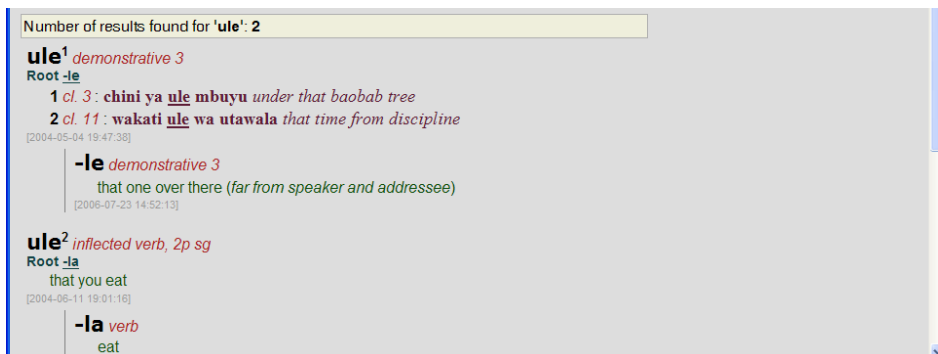 Number of results found for 'ule': 2
ule¹ demonstrative 3
Root -le
1 cl. 3 : chini ya ule mbuyu under that baobab tree
2 cl. 11 : wakati ule wa utawala that time from discipline
[2004-05-04 19:47:38]
-le demonstrative 3
that one over there (far from speaker and addressee)
[2006-07-23 14:52:13]
ule² inflected verb, 2p sg
Root -la
that you eat
[2004-06-11 19:01:16]
-la verb
eat